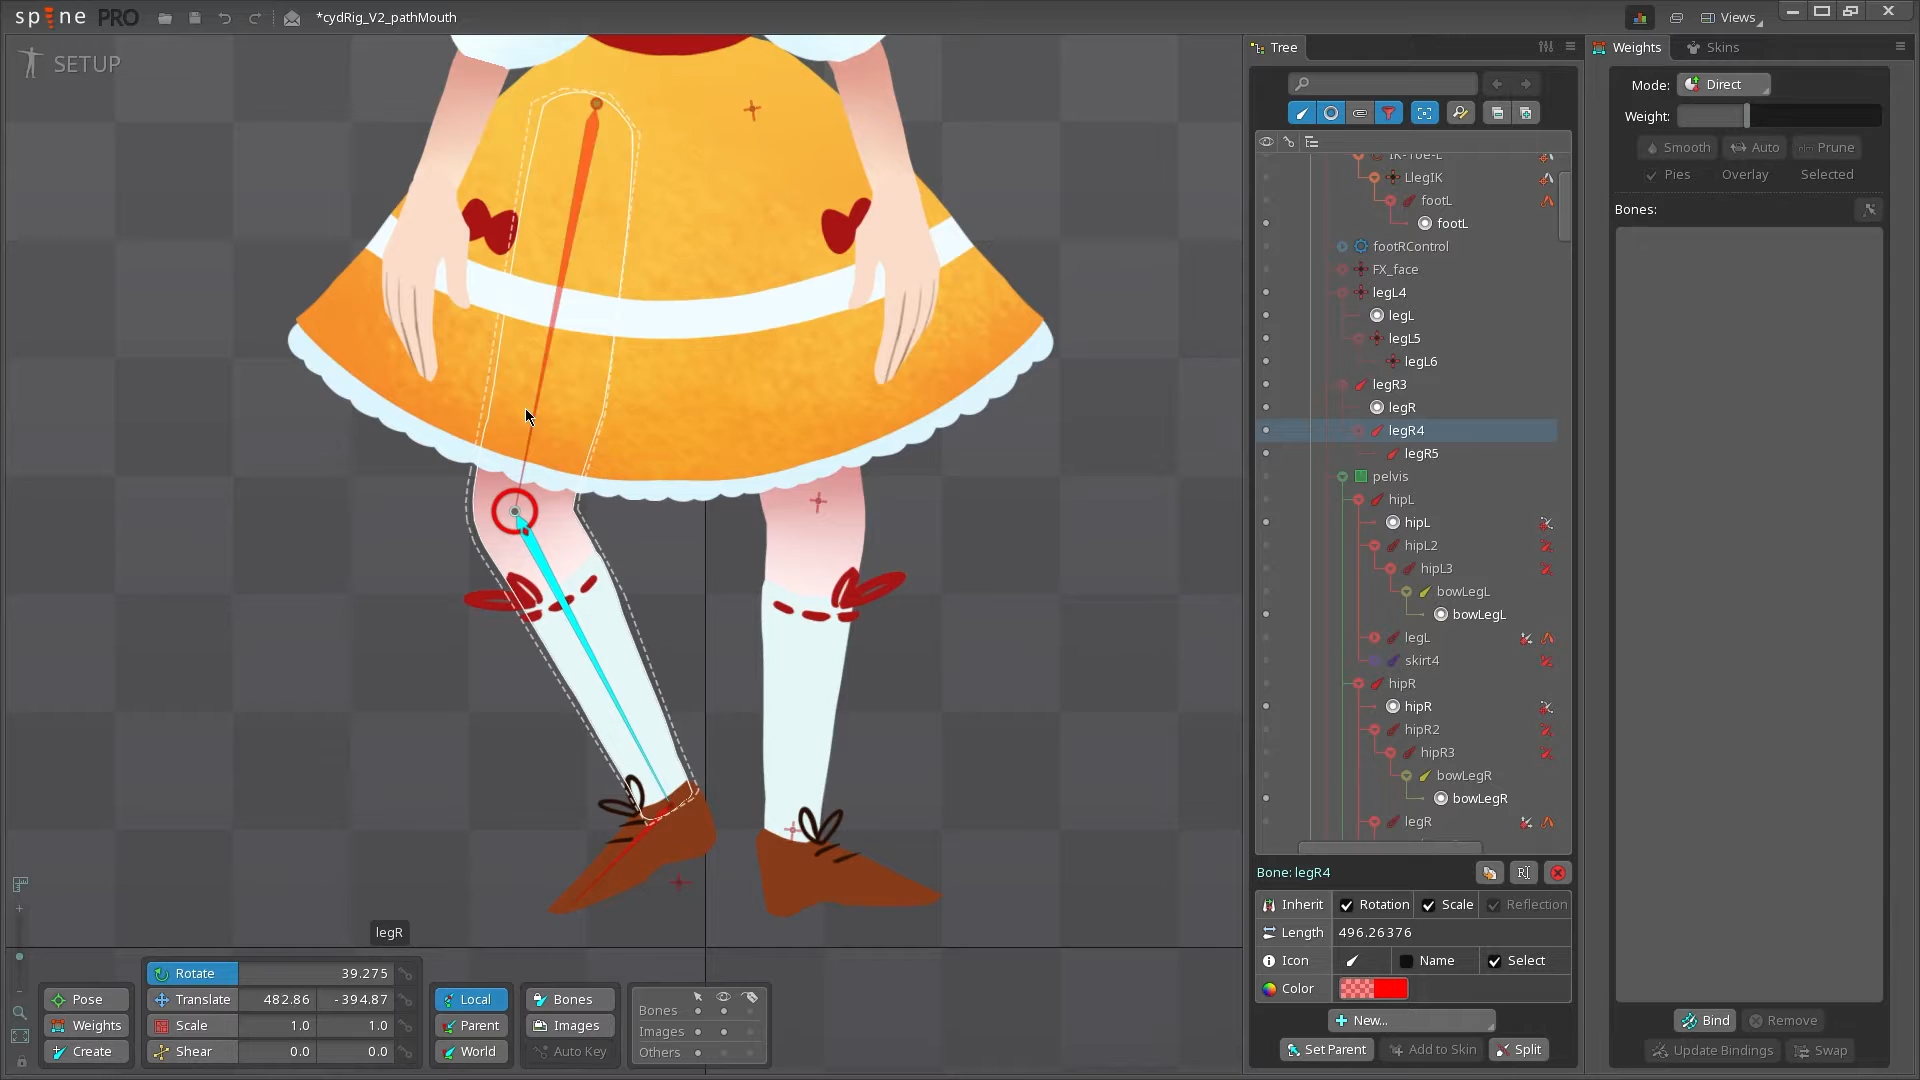 spine PRO
*cydRig_V2_pathMouth
Views
SETUP
Tree
Weights
Skins
Mode:
Direct
Weight:
Smooth
Auto
Prune
Pies
Overlay
Selected
Bones:
IK-Toe-L
LlegIK
footL
footL
footRControl
FX_face
legL4
legL
legL5
legL6
legR3
legR
legR4
legR5
pelvis
hipL
hipL
hipL2
hipL3
bowLegL
bowLegL
legL
skirt4
hipR
hipR
hipR2
hipR3
bowLegR
bowLegR
legR
Bone: legR4
Inherit
Rotation
Scale
Reflection
Length
496.26376
Icon
Name
Select
Color
New...
Set Parent
Add to Skin
Split
Bind
Remove
Update Bindings
Swap
legR
Pose
Weights
Create
Rotate
39.275
Translate
482.86
-394.87
Scale
1.0
1.0
Shear
0.0
0.0
Local
Parent
World
Bones
Images
Auto Key
Bones
Images
Others